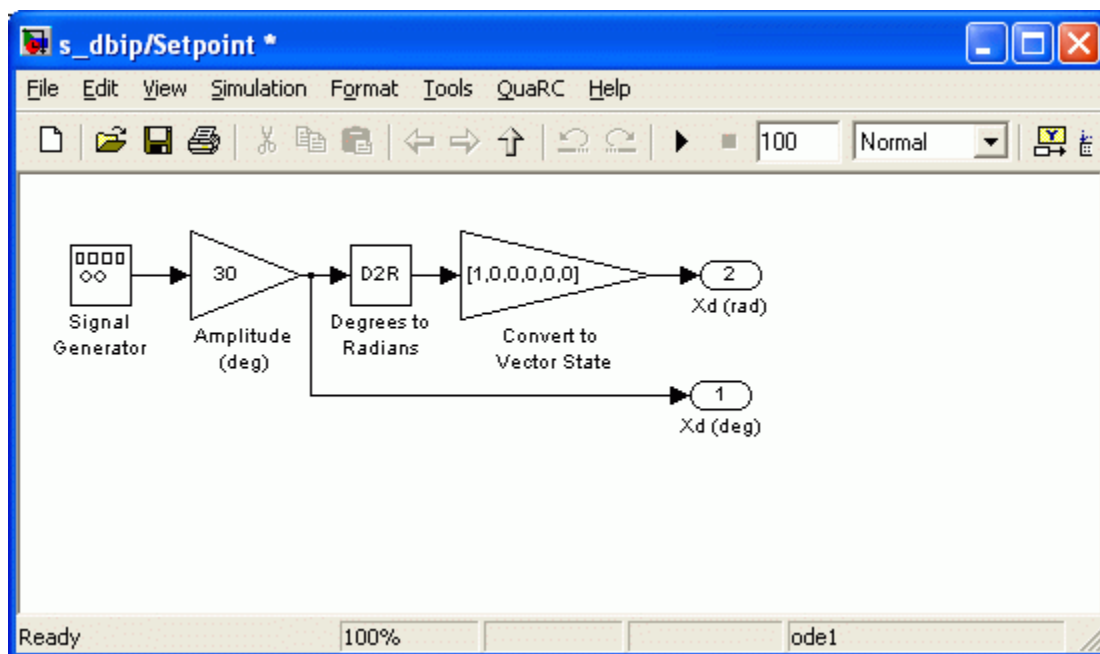 s_dbip/Setpoint *
File Edit View Simulation Format Tools QuaRC Help
100 Normal
30
D2R
[1,0,0,0,0,0]
2
Xd (rad)
Signal
Generator
Amplitude
(deg)
Degrees to
Radians
Convert to
Vector State
1
Xd (deg)
Ready 100% ode1